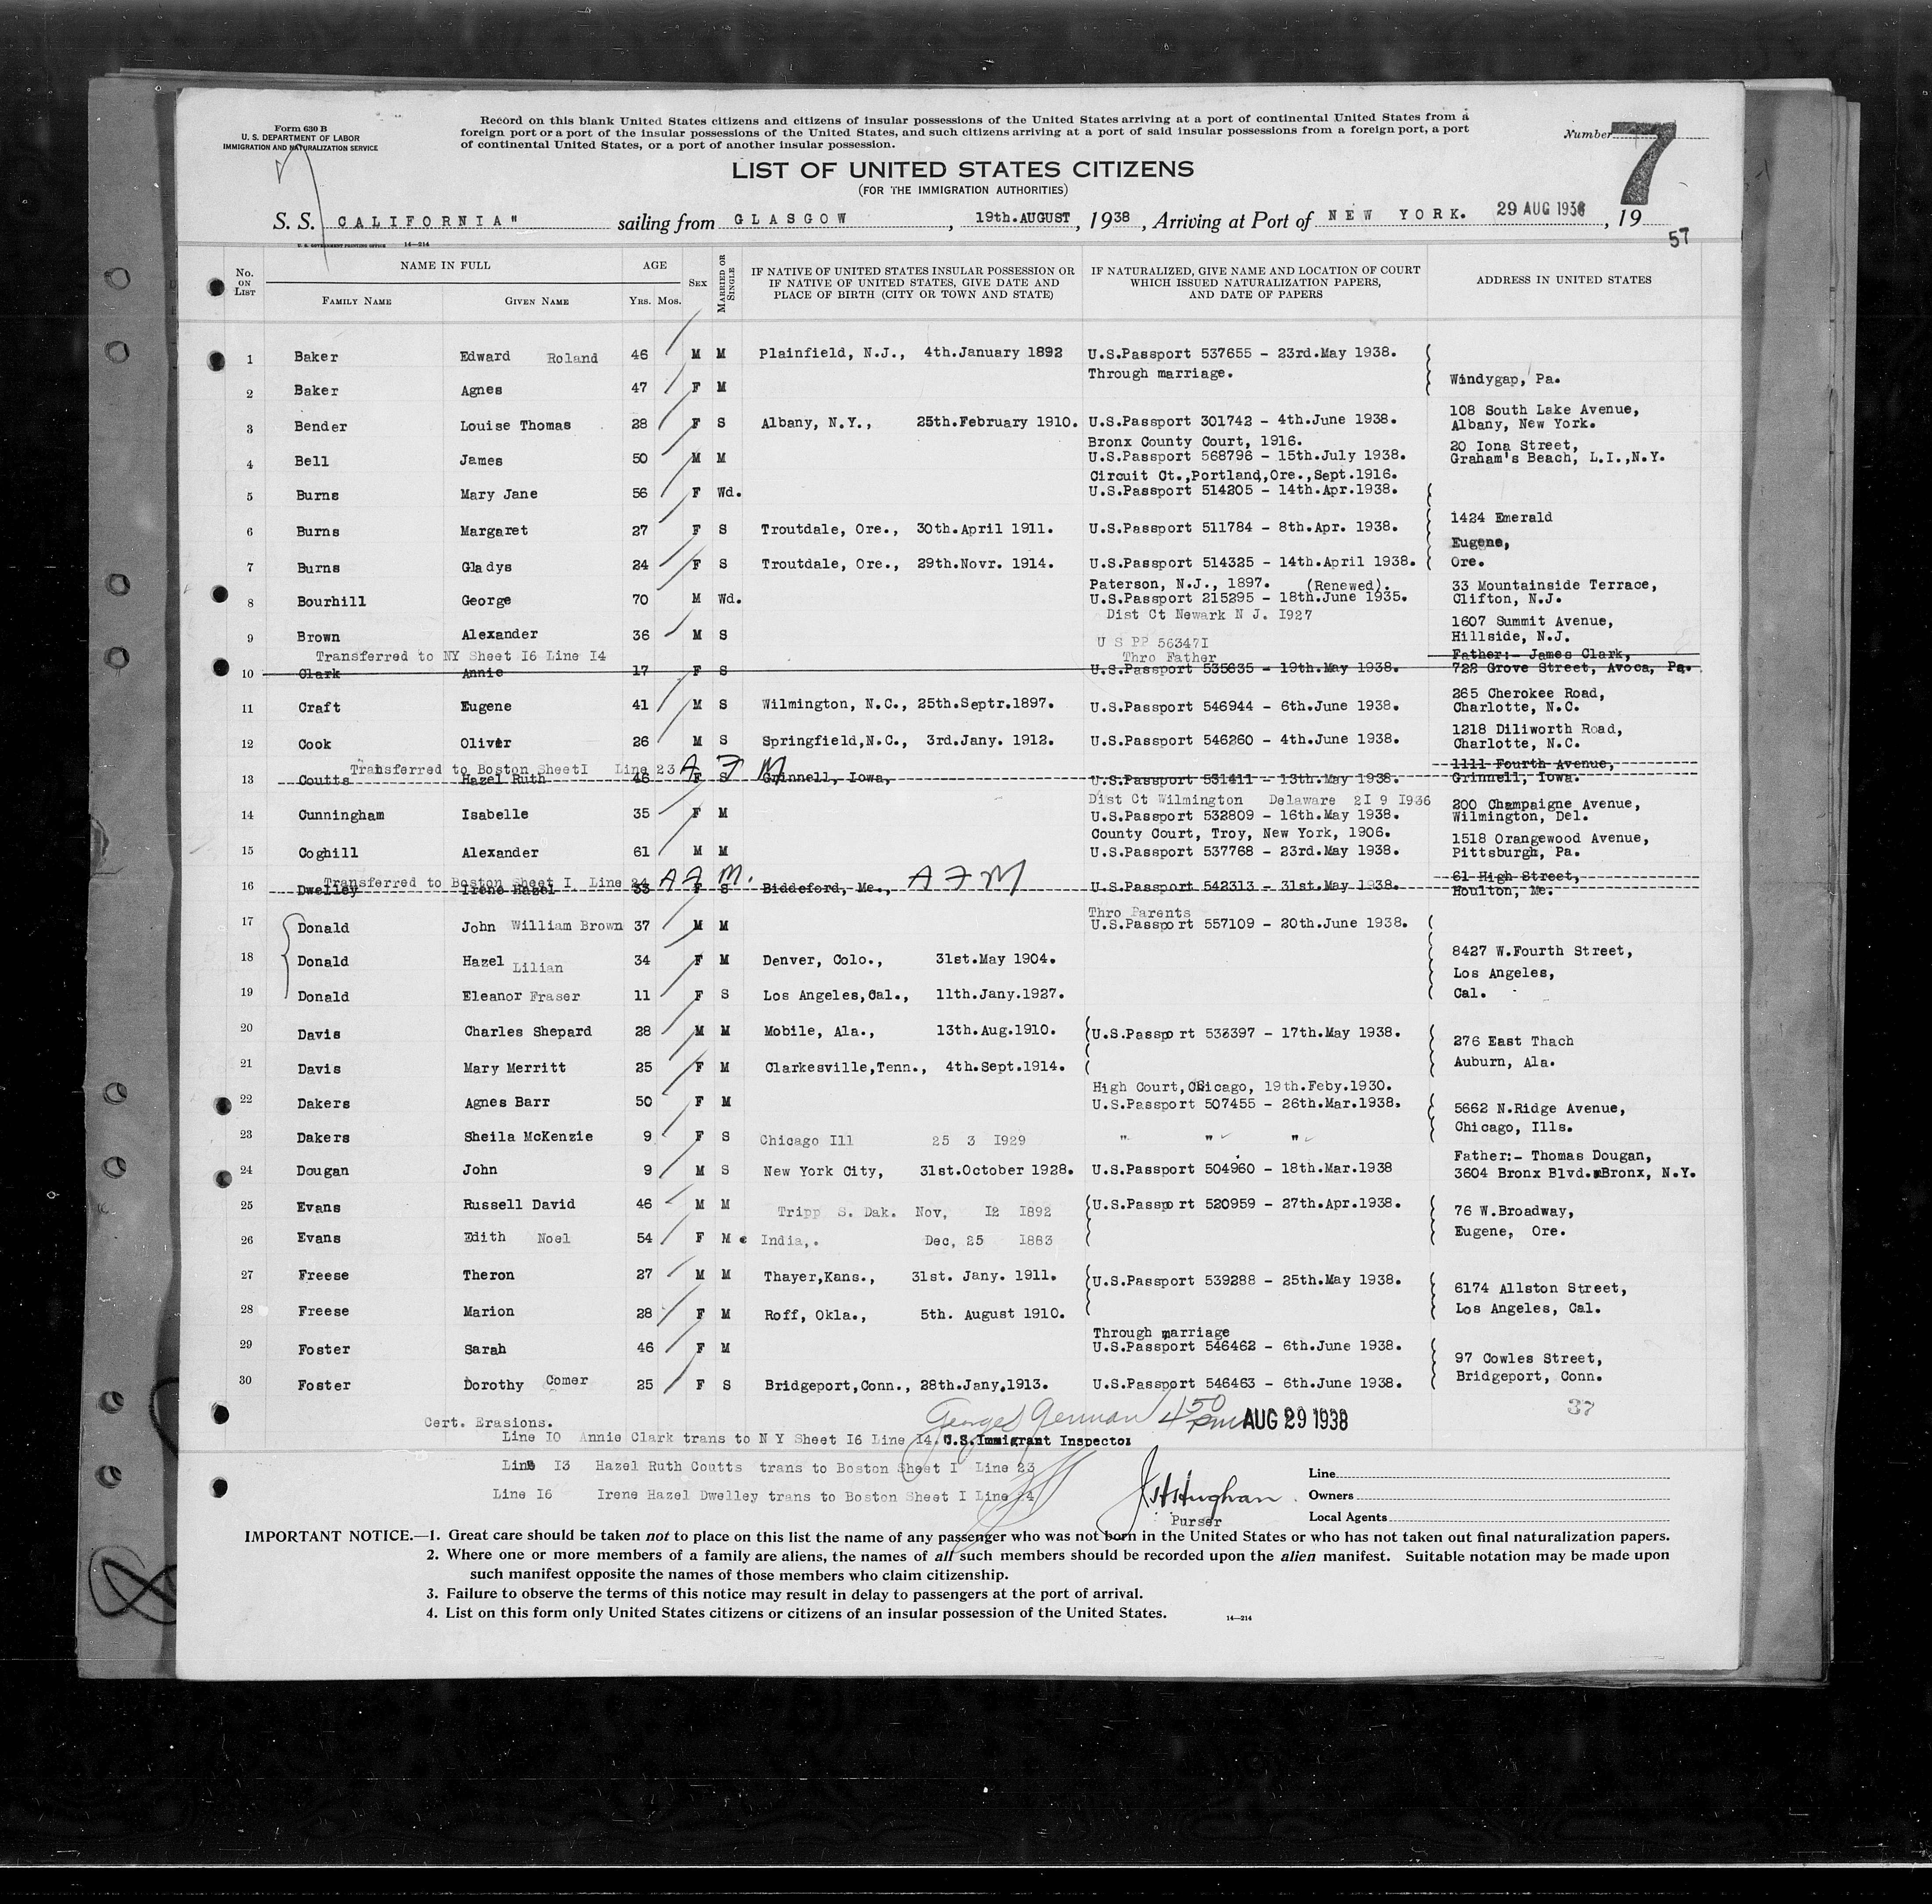 Form 630 B
U. S. DEPARTMENT OF LABOR
IMMIGRATION AND NATURALIZATION SERVICE
Record on this blank United States citizens and citizens of insular possessions of the United States arriving at a port of continental United States from a
foreign port or a port of the insular possessions of the United States, and such citizens arriving at a port of said insular possessions from a foreign port, a port
of continental United States, or a port of another insular possession.
Number 7
LIST OF UNITED STATES CITIZENS
(FOR THE IMMIGRATION AUTHORITIES)
S. S. CALIFORNIA" sailing from GLASGOW, 19th.AUGUST, 1938, Arriving at Port of NEW YORK. 29 AUG 1938, 19
U. S. GOVERNMENT PRINTING OFFICE 14—214
57
No. ON LIST
NAME IN FULL
FAMILY NAME
GIVEN NAME
AGE
YRS. MOS.
SEX
MARRIED OR SINGLE
IF NATIVE OF UNITED STATES INSULAR POSSESSION OR
IF NATIVE OF UNITED STATES, GIVE DATE AND
PLACE OF BIRTH (CITY OR TOWN AND STATE)
IF NATURALIZED, GIVE NAME AND LOCATION OF COURT
WHICH ISSUED NATURALIZATION PAPERS,
AND DATE OF PAPERS
ADDRESS IN UNITED STATES
1 Baker Edward Roland 46 M M Plainfield, N.J., 4th.January 1892 U.S.Passport 537655 - 23rd.May 1938.
Through marriage.
2 Baker Agnes 47 F M Windygap, Pa.
108 South Lake Avenue,
3 Bender Louise Thomas 28 F S Albany, N.Y., 25th.February 1910. U.S.Passport 301742 - 4th.June 1938. Albany, New York.
Bronx County Court, 1916. 20 Iona Street,
4 Bell James 50 M M U.S.Passport 568796 - 15th.July 1938. Graham's Beach, L.I.,N.Y.
Circuit Ct.,Portland,Ore.,Sept.1916.
5 Burns Mary Jane 56 F Wd. U.S.Passport 514205 - 14th.Apr.1938.
6 Burns Margaret 27 F S Troutdale, Ore., 30th.April 1911. U.S.Passport 511784 - 8th.Apr. 1938. 1424 Emerald
Eugene,
7 Burns Gladys 24 F S Troutdale, Ore., 29th.Novr. 1914. U.S.Passport 514325 - 14th.April 1938. Ore.
Paterson, N.J., 1897. (Renewed). 33 Mountainside Terrace,
8 Bourhill George 70 M Wd. U.S.Passport 215295 - 18th.June 1935. Clifton, N.J.
Dist Ct Newark N J. I927 1607 Summit Avenue,
9 Brown Alexander 36 M S U S PP 56347I Hillside, N.J.
Transferred to NY Sheet I6 Line I4 Thro Father Father:- James Clark,
10 Clark Annie 17 F S U.S.Passport 535635 - 19th.May 1938. 728 Grove Street, Avoca, Pa.
265 Cherokee Road,
11 Craft Eugene 41 M S Wilmington, N.C., 25th.Septr.1897. U.S.Passport 546944 - 6th.June 1938. Charlotte, N.C.
1218 Diliworth Road,
12 Cook Oliver 26 M S Springfield,N.C., 3rd.Jany. 1912. U.S.Passport 546260 - 4th.June 1938. Charlotte, N.C.
Transferred to Boston SheetI Line 23 A F M 1111 Fourth Avenue,
13 Coutts Hazel Ruth 46 F S Grinnell, Iowa, U.S.Passport 531411 - 13th.May 1938. Grinnell, Iowa.
Dist Ct Wilmington Delaware 2I 9 I936 200 Champaigne Avenue,
14 Cunningham Isabelle 35 F M U.S.Passport 532809 - 16th.May 1938. Wilmington, Del.
County Court, Troy, New York, 1906. 1518 Orangewood Avenue,
15 Coghill Alexander 61 M M U.S.Passport 537768 - 23rd.May 1938. Pittsburgh, Pa.
Transferred to Boston Sheet I Line 24 A F M. A F M 61 High Street,
16 Dwelley Irene Hazel 33 F S Biddeford, Me., U.S.Passport 542313 - 31st.May 1938. Houlton, Me.
Thro Parents
17 Donald John William Brown 37 M M U.S.Passport 557109 - 20th.June 1938.
18 Donald Hazel Lilian 34 F M Denver, Colo., 31st.May 1904. 8427 W.Fourth Street,
Los Angeles,
19 Donald Eleanor Fraser 11 F S Los Angeles,Cal., 11th.Jany.1927. Cal.
20 Davis Charles Shepard 28 M M Mobile, Ala., 13th.Aug.1910. U.S.Passport 538397 - 17th.May 1938. 276 East Thach
21 Davis Mary Merritt 25 F M Clarkesville,Tenn., 4th.Sept.1914. Auburn, Ala.
High Court,Chicago, 19th.Feby.1930.
22 Dakers Agnes Barr 50 F M U.S.Passport 507455 - 26th.Mar.1938. 5662 N.Ridge Avenue,
23 Dakers Sheila McKenzie 9 F S Chicago Ill 25 3 I929 " " " Chicago, Ills.
Father:- Thomas Dougan,
24 Dougan John 9 M S New York City, 31st.October 1928. U.S.Passport 504960 - 18th.Mar.1938 3604 Bronx Blvd. Bronx, N.Y.
25 Evans Russell David 46 M M Tripp S. Dak. Nov, I2 I892 U.S.Passport 520959 - 27th.Apr.1938. 76 W.Broadway,
26 Evans Edith Noel 54 F M India,. Dec, 25 I883 Eugene, Ore.
27 Freese Theron 27 M M Thayer,Kans., 31st. Jany. 1911. U.S.Passport 539288 - 25th.May 1938. 6174 Allston Street,
28 Freese Marion 28 F M Roff, Okla., 5th. August 1910. Los Angeles, Cal.
Through marriage
29 Foster Sarah 46 F M U.S.Passport 546462 - 6th.June 1938. 97 Cowles Street,
30 Foster Dorothy Comer 25 F S Bridgeport,Conn., 28th.Jany.1913. U.S.Passport 546463 - 6th.June 1938. Bridgeport, Conn.
37
Cert. Erasions. George German 450 pm AUG 29 1938
Line IO Annie Clark trans to N Y Sheet I6 Line I4. U.S.Immigrant Inspector
Line I3 Hazel Ruth Coutts trans to Boston Sheet I Line 23
Line I6 Irene Hazel Dwelley trans to Boston Sheet I Line 24
Purser
Line
Owners
Local Agents
IMPORTANT NOTICE.—1. Great care should be taken not to place on this list the name of any passenger who was not born in the United States or who has not taken out final naturalization papers.
2. Where one or more members of a family are aliens, the names of all such members should be recorded upon the alien manifest. Suitable notation may be made upon
such manifest opposite the names of those members who claim citizenship.
3. Failure to observe the terms of this notice may result in delay to passengers at the port of arrival.
4. List on this form only United States citizens or citizens of an insular possession of the United States.
14—214